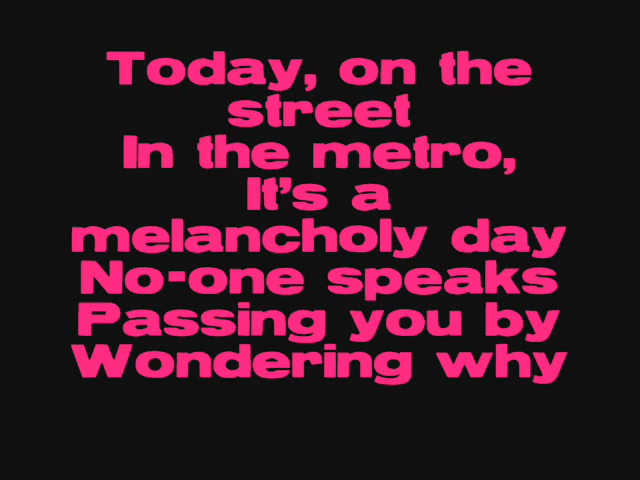 Today, on the
street
In the metro,
It's a
melancholy day
No-one speaks
Passing you by
Wondering why